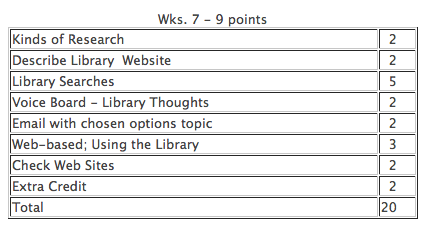 Wks. 7 - 9 points
Kinds of Research 2
Describe Library Website 2
Library Searches 5
Voice Board - Library Thoughts 2
Email with chosen options topic 2
Web-based; Using the Library 3
Check Web Sites 2
Extra Credit 2
Total 20